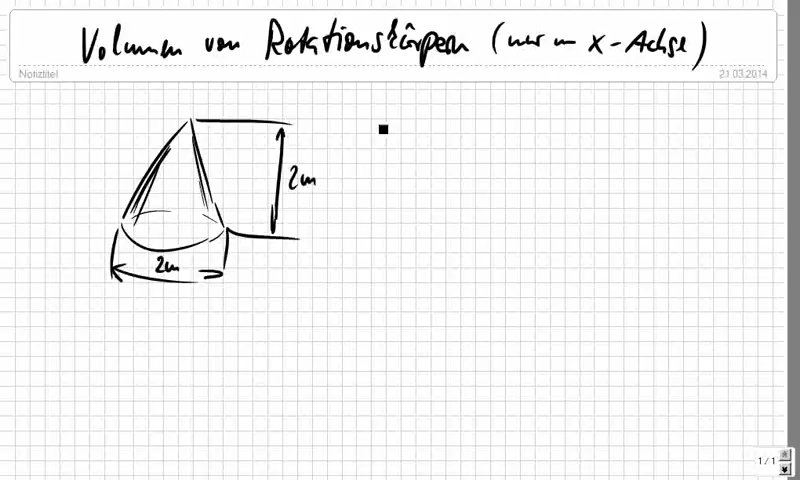 Volumen von Rotationskörpern (nur um x-Achse)
Notiztitel
21.03.2014
2m
2m
1/1